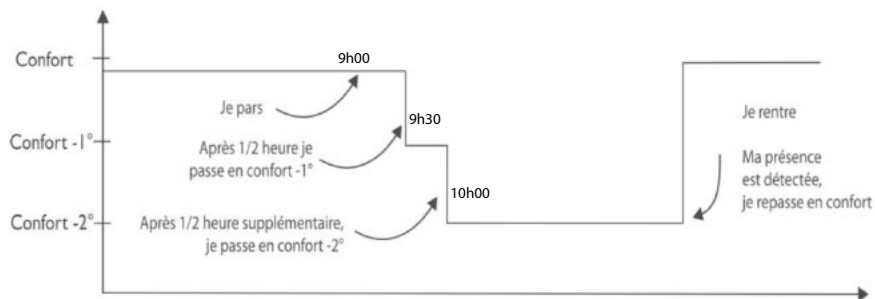 Confort
9h00
Je pars
9h30
Confort -1°
Après 1/2 heure je
passe en confort -1°
10h00
Confort -2°
Après 1/2 heure supplémentaire,
je passe en confort -2°
Je rentre
Ma présence
est détectée,
je repasse en confort